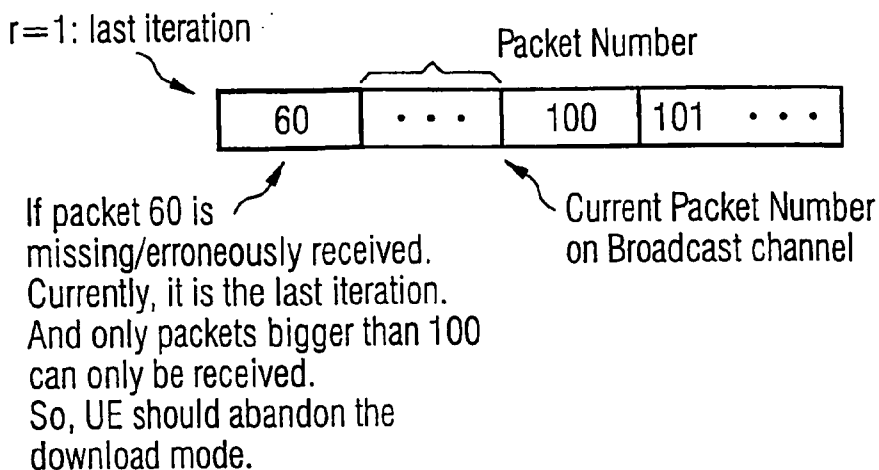 r=1: last iteration
Packet Number
60 ... 100 101 ...
If packet 60 is
missing/erroneously received.
Currently, it is the last iteration.
And only packets bigger than 100
can only be received.
So, UE should abandon the
download mode.
Current Packet Number
on Broadcast channel